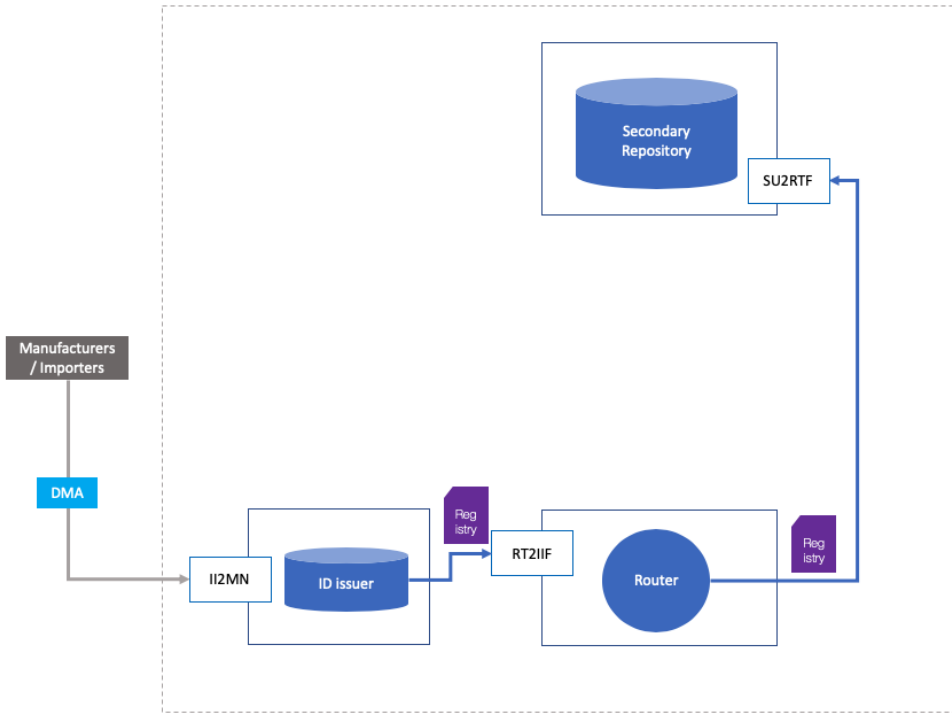 Secondary
Repository
SU2RTF
Manufacturers
/ Importers
DMA
Reg
istry
II2MN
ID issuer
RT2IIF
Router
Reg
istry